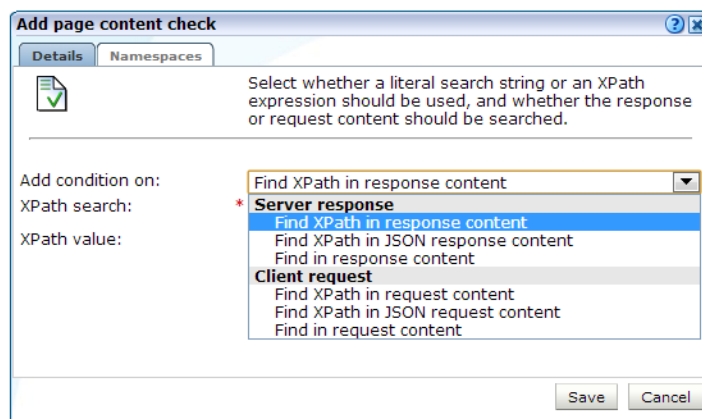 Add page content check
Details
Namespaces
Select whether a literal search string or an XPath
expression should be used, and whether the response
or request content should be searched.
Add condition on:
Find XPath in response content
XPath search:
*
Server response
Find XPath in response content
XPath value:
Find XPath in JSON response content
Find in response content
Client request
Find XPath in request content
Find XPath in JSON request content
Find in request content
Save
Cancel